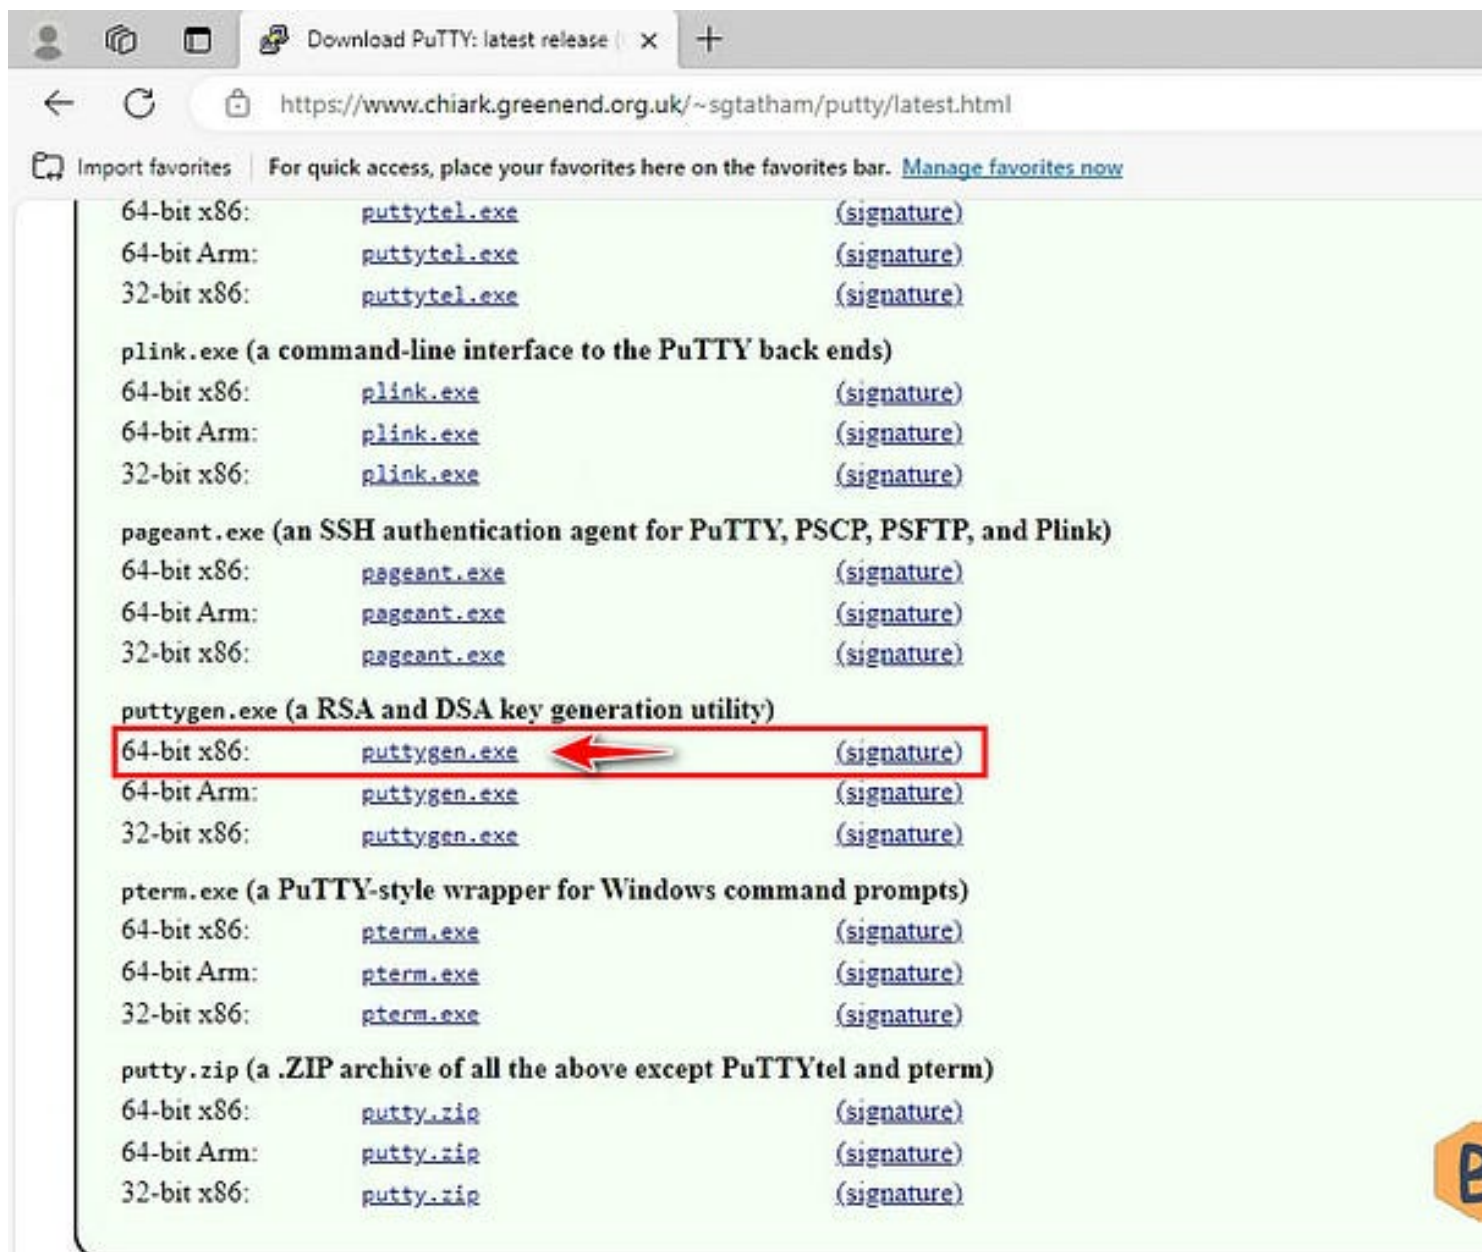 Download PuTTY: latest release (
https://www.chiark.greenend.org.uk/~sgtatham/putty/latest.html
Import favorites For quick access, place your favorites here on the favorites bar. Manage favorites now
64-bit x86: puttytel.exe (signature)
64-bit Arm: puttytel.exe (signature)
32-bit x86: puttytel.exe (signature)
plink.exe (a command-line interface to the PuTTY back ends)
64-bit x86: plink.exe (signature)
64-bit Arm: plink.exe (signature)
32-bit x86: plink.exe (signature)
pageant.exe (an SSH authentication agent for PuTTY, PSCP, PSFTP, and Plink)
64-bit x86: pageant.exe (signature)
64-bit Arm: pageant.exe (signature)
32-bit x86: pageant.exe (signature)
puttygen.exe (a RSA and DSA key generation utility)
64-bit x86: puttygen.exe (signature)
64-bit Arm: puttygen.exe (signature)
32-bit x86: puttygen.exe (signature)
pterm.exe (a PuTTY-style wrapper for Windows command prompts)
64-bit x86: pterm.exe (signature)
64-bit Arm: pterm.exe (signature)
32-bit x86: pterm.exe (signature)
putty.zip (a .ZIP archive of all the above except PuTTYtel and pterm)
64-bit x86: putty.zip (signature)
64-bit Arm: putty.zip (signature)
32-bit x86: putty.zip (signature)